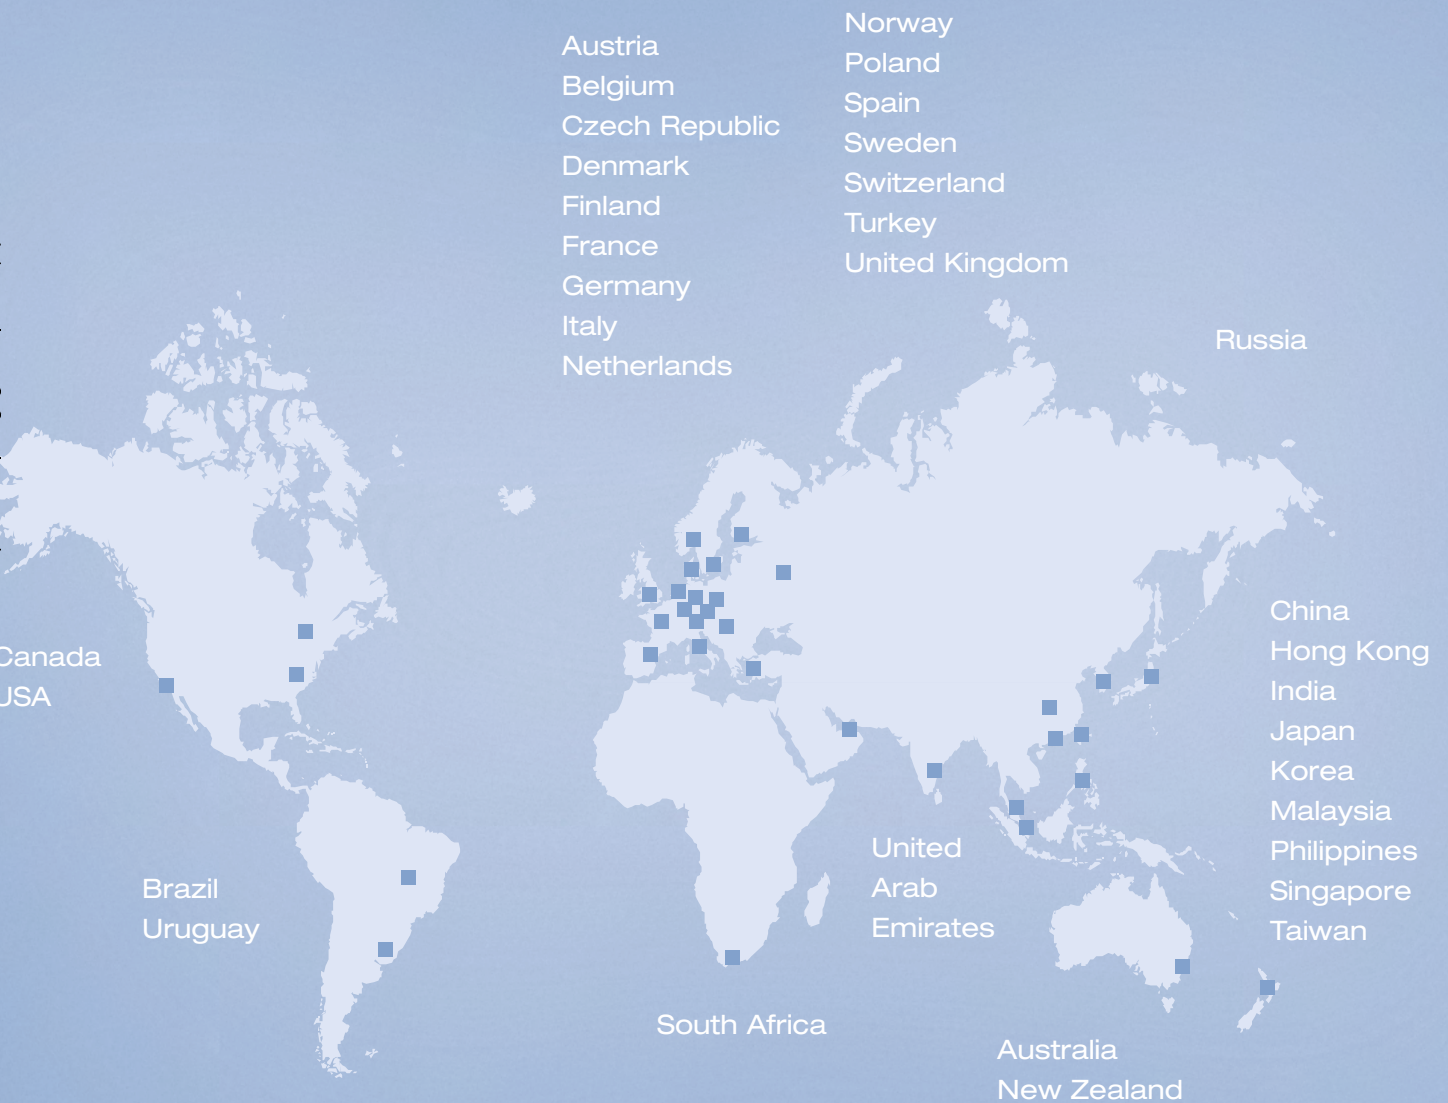 Austria
Belgium
Czech Republic
Denmark
Finland
France
Germany
Italy
Netherlands
Norway
Poland
Spain
Sweden
Switzerland
Turkey
United Kingdom
Russia
Canada
USA
China
Hong Kong
India
Japan
Korea
Malaysia
Philippines
Singapore
Taiwan
Brazil
Uruguay
United
Arab
Emirates
South Africa
Australia
New Zealand